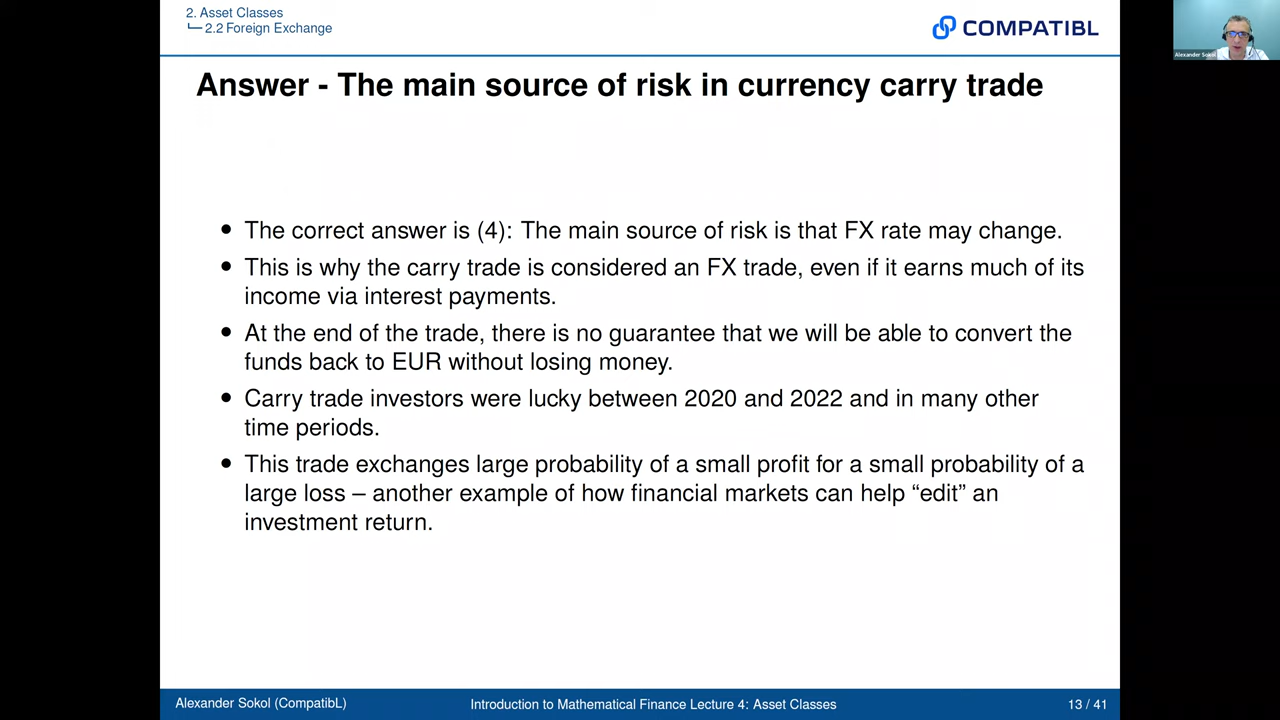 2. Asset Classes
2.2 Foreign Exchange
COMPATIBL
Alexander Sokol
Answer - The main source of risk in currency carry trade
• The correct answer is (4): The main source of risk is that FX rate may change.
• This is why the carry trade is considered an FX trade, even if it earns much of its
income via interest payments.
• At the end of the trade, there is no guarantee that we will be able to convert the
funds back to EUR without losing money.
• Carry trade investors were lucky between 2020 and 2022 and in many other
time periods.
• This trade exchanges large probability of a small profit for a small probability of a
large loss – another example of how financial markets can help “edit” an
investment return.
Alexander Sokol (CompatibL)
Introduction to Mathematical Finance Lecture 4: Asset Classes
13 / 41